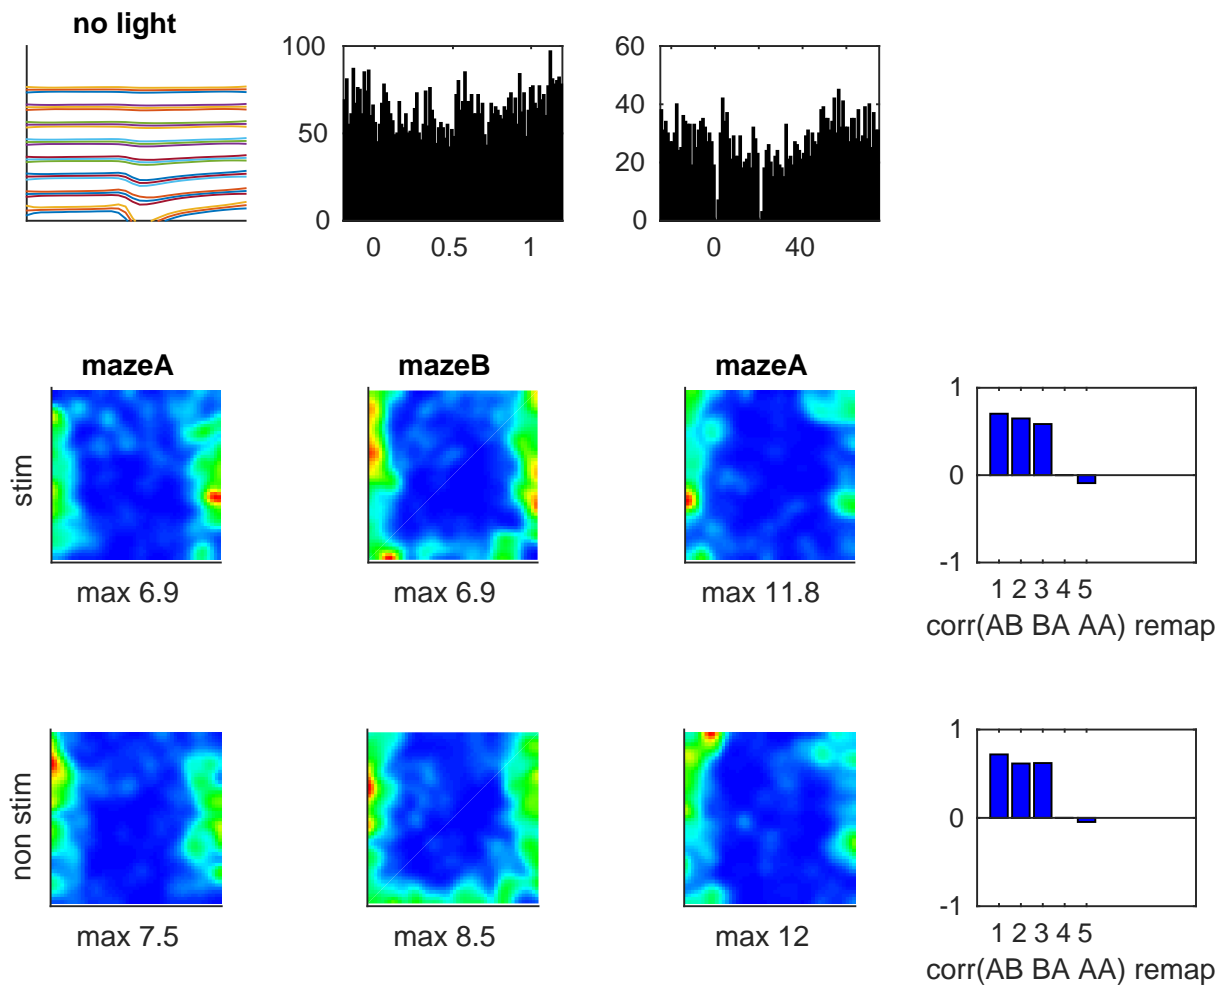 no light
100
50
0
0 0.5 1
60
40
20
0
0 40
mazeA mazeB mazeA
stim
max 6.9 max 6.9 max 11.8
1
0
-1
1 2 3 4 5
corr(AB BA AA) remap
non stim
max 7.5 max 8.5 max 12
1
0
-1
1 2 3 4 5
corr(AB BA AA) remap